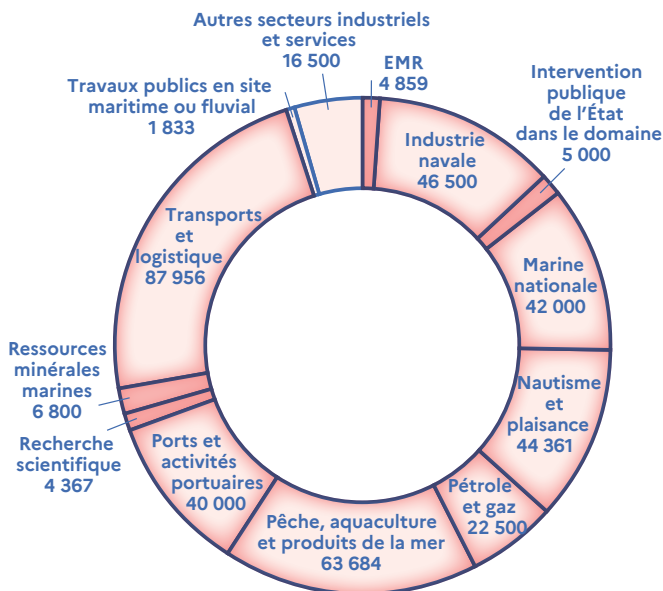 Autres secteurs industriels
et services
16 500
EMR
4 859
Intervention
publique
de l'État
dans le domaine
5 000
Travaux publics en site
maritime ou fluvial
1 833
Industrie
navale
46 500
Transports
et
logistique
87 956
Marine
nationale
42 000
Ressources
minérales
marines
6 800
Nautisme
et
plaisance
44 361
Recherche
scientifique
4 367
Ports et
activités
portuaires
40 000
Pétrole
et gaz
22 500
Pêche, aquaculture
et produits de la mer
63 684